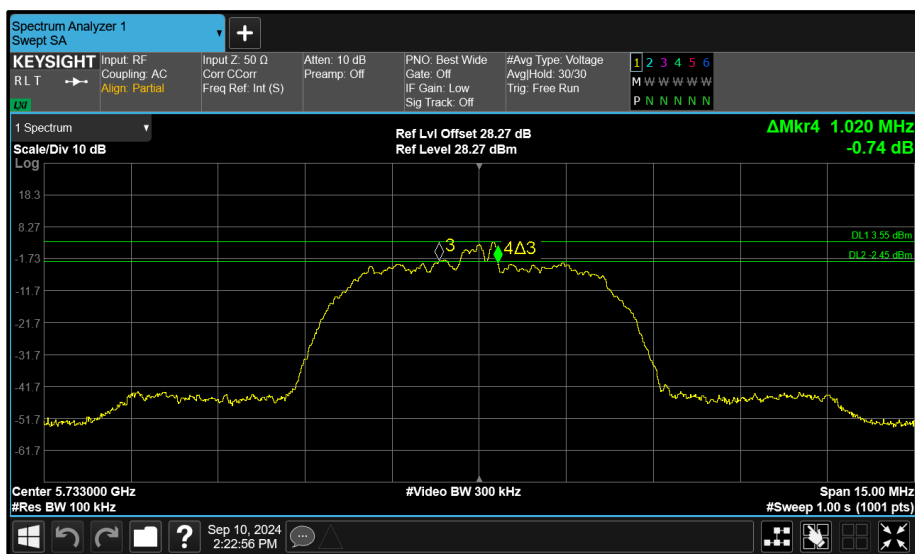 Spectrum Analyzer 1
Swept SA
+
KEYSIGHT
R L T
LXI
Input: RF
Coupling: AC
Align: Partial
Input Z: 50 Ω
Corr CCorr
Freq Ref: Int (S)
Atten: 10 dB
Preamp: Off
PNO: Best Wide
Gate: Off
IF Gain: Low
Sig Track: Off
#Avg Type: Voltage
Avg|Hold: 30/30
Trig: Free Run
1 2 3 4 5 6
M W W W W W
P N N N N N
1 Spectrum
Scale/Div 10 dB
Ref Lvl Offset 28.27 dB
Ref Level 28.27 dBm
ΔMkr4 1.020 MHz
-0.74 dB
Log
18.3
8.27
-1.73
-11.7
-21.7
-31.7
-41.7
-51.7
-61.7
3
4Δ3
DL1 3.55 dBm
DL2 -2.45 dBm
Center 5.733000 GHz
#Video BW 300 kHz
Span 15.00 MHz
#Res BW 100 kHz
#Sweep 1.00 s (1001 pts)
?
Sep 10, 2024
2:22:56 PM